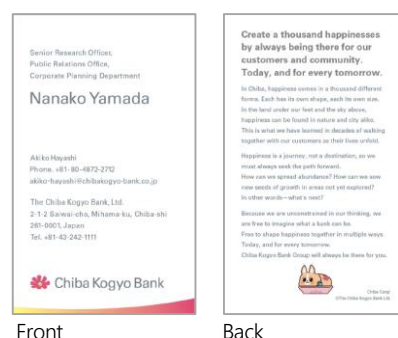 Senior Research Officer,
Public Relations Office,
Corporate Planning Department
Nanako Yamada
Akiko Hayashi
Phone. +81-80-4872-2712
akiko-hayashi@chibakogyo-bank.co.jp
The Chiba Kogyo Bank, Ltd.
2-1-2 Saiwai-cho, Mihama-ku, Chiba-shi
261-0001, Japan
Tel. +81-43-242-1111
Chiba Kogyo Bank
Front
Create a thousand happinesses
by always being there for our
customers and community.
Today, and for every tomorrow.
In Chiba, happiness comes in a thousand different
forms. Each has its own shape, each its own size.
In the land under our feet and the sky above,
happiness can be found in nature and city alike.
This is what we have learned in decades of walking
together with our customers as their lives unfold.
Happiness is a journey, not a destination, so we
must always seek the path forward.
How can we spread abundance? How can we sow
new seeds of growth in areas not yet explored?
In other words—what's next?
Because we are unconstrained in our thinking, we
are free to imagine what a bank can be.
Free to shape happiness together in multiple ways.
Today, and for every tomorrow.
Chiba Kogyo Bank Group will always be there for you.
©The Chiba Kogyo Bank Ltd.
Back